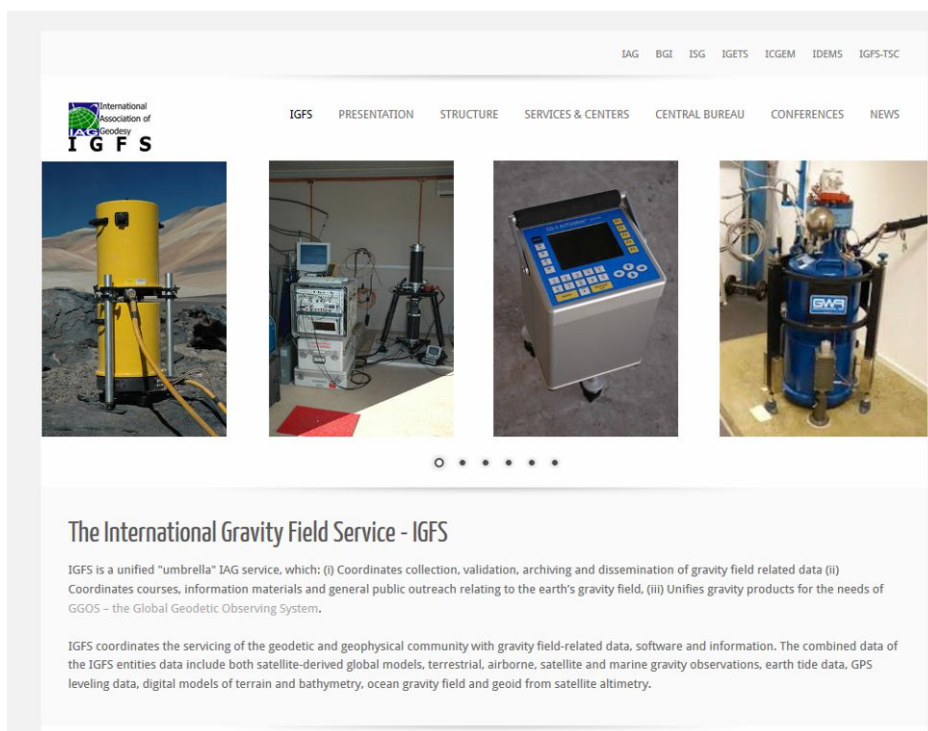 IAG BGI ISG IGETS ICGEM IDEMS IGFS-TSC
International
Association of
Geodesy
IAG
I G F S
IGFS PRESENTATION STRUCTURE SERVICES & CENTERS CENTRAL BUREAU CONFERENCES NEWS
GWR
The International Gravity Field Service - IGFS
IGFS is a unified "umbrella" IAG service, which: (i) Coordinates collection, validation, archiving and dissemination of gravity field related data (ii)
Coordinates courses, information materials and general public outreach relating to the earth's gravity field, (iii) Unifies gravity products for the needs of
GGOS – the Global Geodetic Observing System.
IGFS coordinates the servicing of the geodetic and geophysical community with gravity field-related data, software and information. The combined data of
the IGFS entities data include both satellite-derived global models, terrestrial, airborne, satellite and marine gravity observations, earth tide data, GPS
leveling data, digital models of terrain and bathymetry, ocean gravity field and geoid from satellite altimetry.